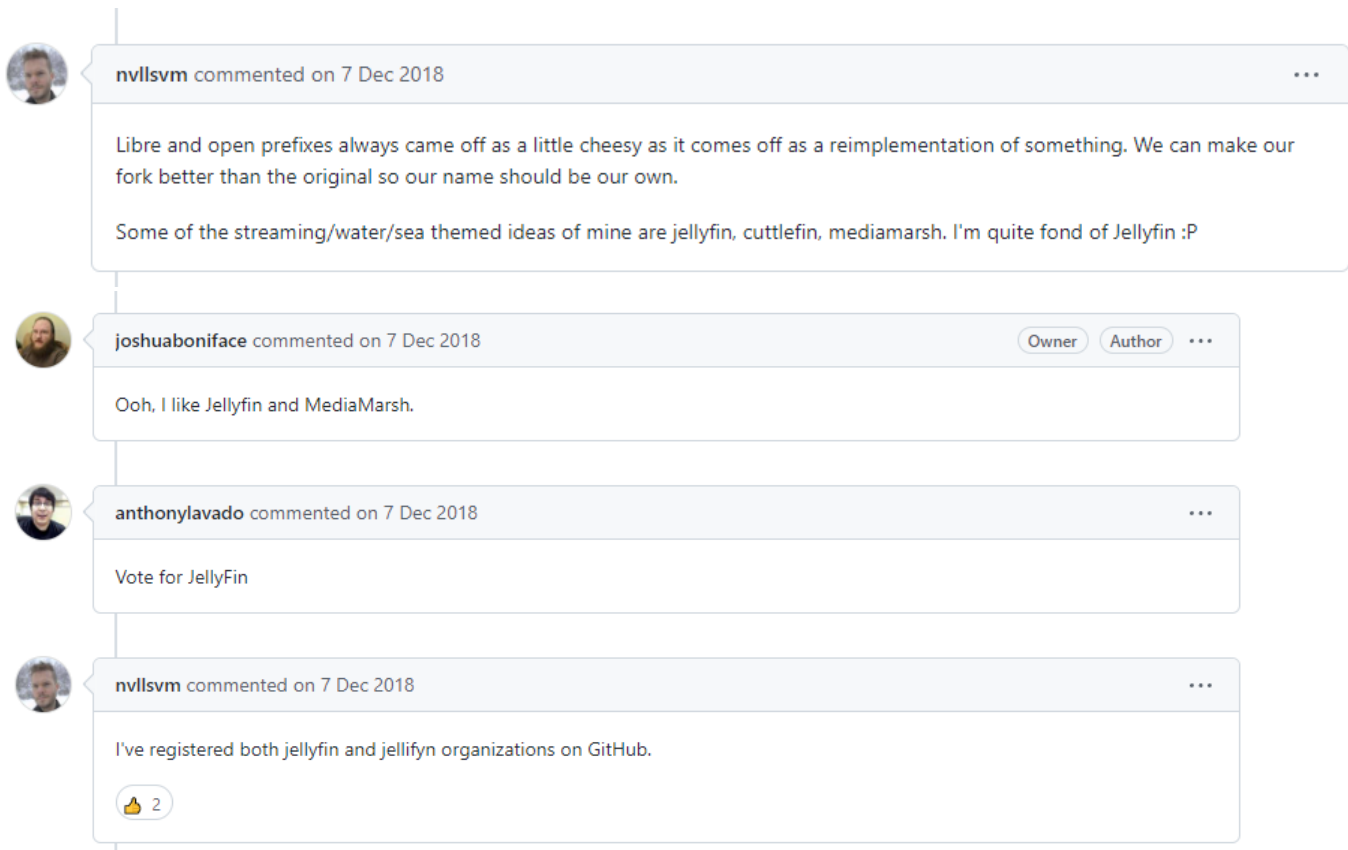 nvllsvm commented on 7 Dec 2018
Libre and open prefixes always came off as a little cheesy as it comes off as a reimplementation of something. We can make our
fork better than the original so our name should be our own.
Some of the streaming/water/sea themed ideas of mine are jellyfin, cuttlefin, mediamarsh. I'm quite fond of Jellyfin :P
joshuaboniface commented on 7 Dec 2018 Owner Author
Ooh, I like Jellyfin and MediaMarsh.
anthonylavado commented on 7 Dec 2018
Vote for JellyFin
nvllsvm commented on 7 Dec 2018
I've registered both jellyfin and jellifyn organizations on GitHub.
👍 2